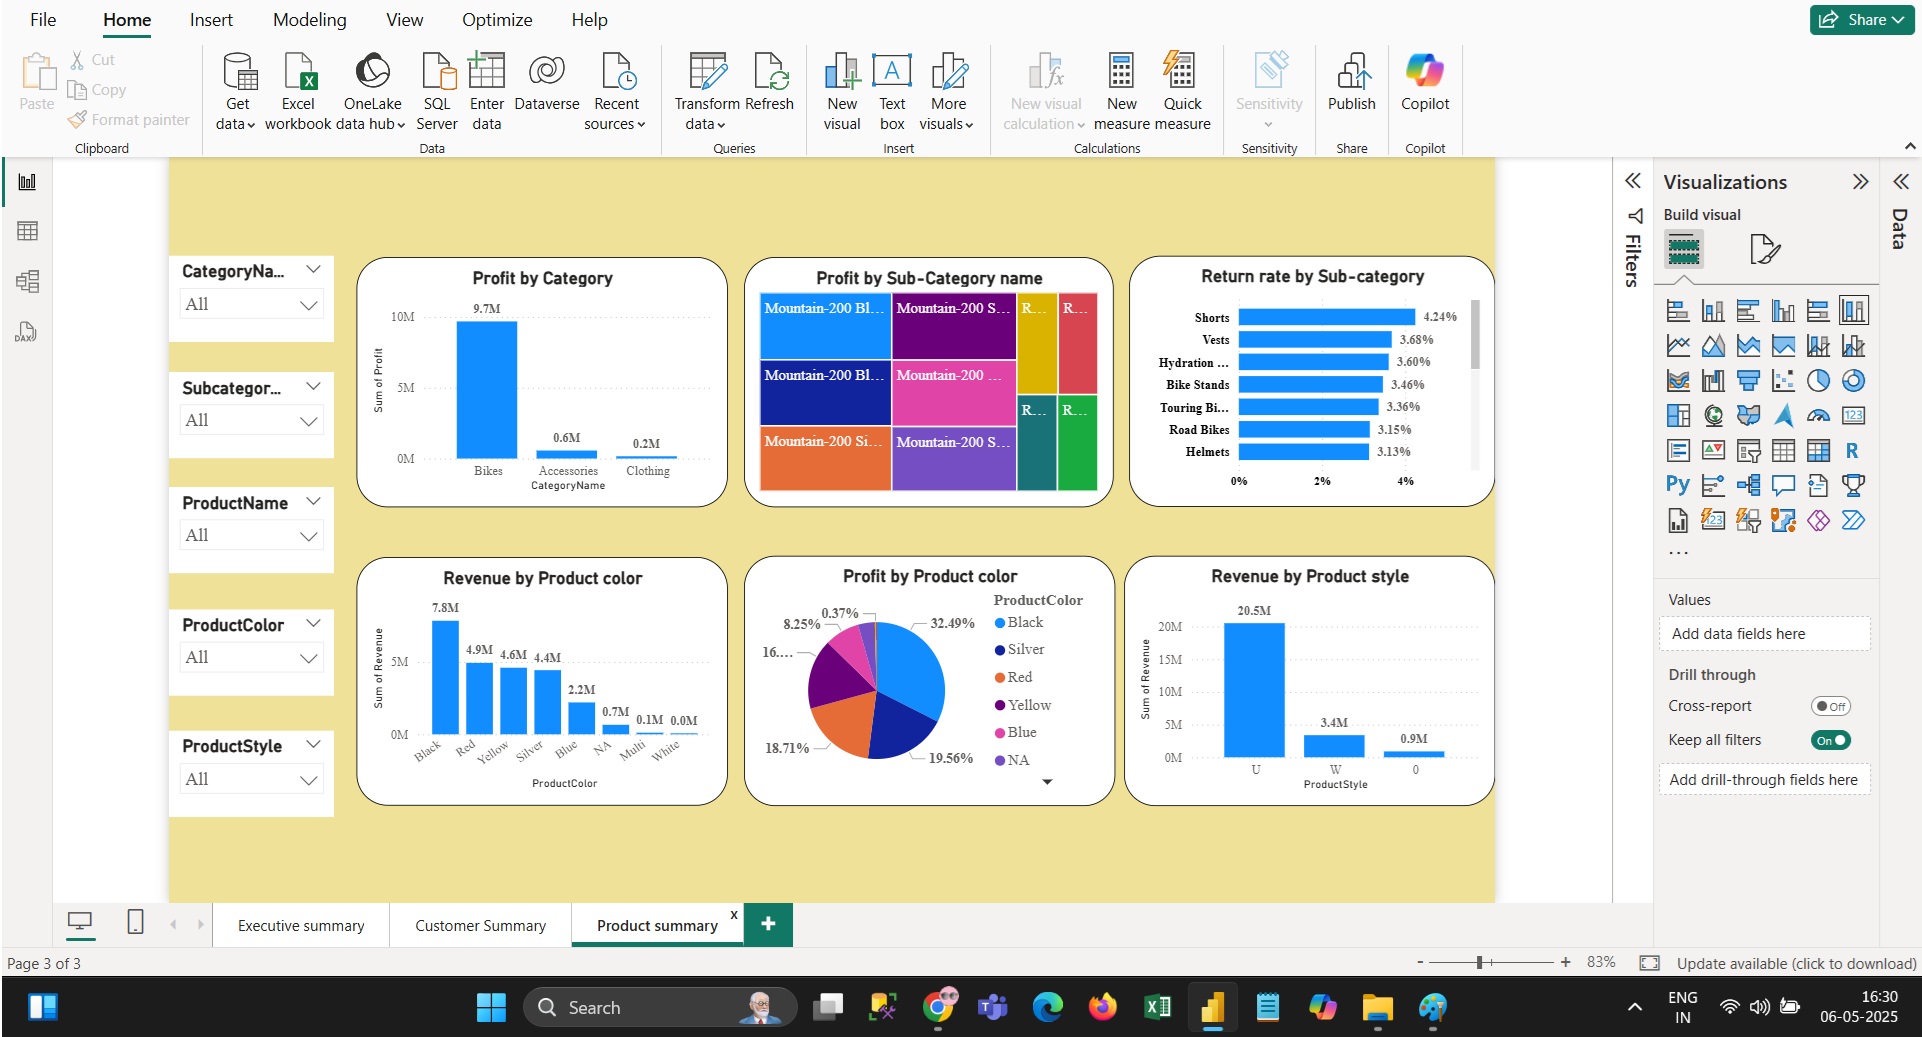 File Home Insert Modeling View Optimize Help Share
Paste Cut Copy Format painter
Clipboard
Get data Excel workbook OneLake data hub SQL Server Enter data Dataverse Recent sources
Data
Transform data Refresh
Queries
New visual Text box More visuals
Insert
New visual calculation New measure Quick measure
Calculations
Sensitivity
Sensitivity
Publish
Share
Copilot
Copilot
DAX
CategoryNa...
All
Subcategor...
All
ProductName
All
ProductColor
All
ProductStyle
All
Profit by Category
Sum of Profit
10M
5M
0M
9.7M
0.6M
0.2M
Bikes Accessories Clothing
CategoryName
Profit by Sub-Category name
Mountain-200 Bl... Mountain-200 S... R... R...
Mountain-200 Bl... Mountain-200 ...
R... R...
Mountain-200 Si... Mountain-200 S...
Return rate by Sub-category
Shorts 4.24%
Vests 3.68%
Hydration ... 3.60%
Bike Stands 3.46%
Touring Bi... 3.36%
Road Bikes 3.15%
Helmets 3.13%
0% 2% 4%
Revenue by Product color
Sum of Revenue
5M
0M
7.8M 4.9M 4.6M 4.4M 2.2M 0.7M 0.1M 0.0M
Black Red Yellow Silver Blue NA Multi White
ProductColor
Profit by Product color
32.49%
19.56%
18.71%
16....
8.25%
0.37%
ProductColor
Black
Silver
Red
Yellow
Blue
NA
Revenue by Product style
Sum of Revenue
20M
15M
10M
5M
0M
20.5M 3.4M 0.9M
U W 0
ProductStyle
Filters
Visualizations
Build visual
123
R
Py
123
...
Values
Add data fields here
Drill through
Cross-report Off
Keep all filters On
Add drill-through fields here
Data
Executive summary Customer Summary Product summary x +
Page 3 of 3
- + 83% Update available (click to download)
Search
ENG
IN
16:30
06-05-2025